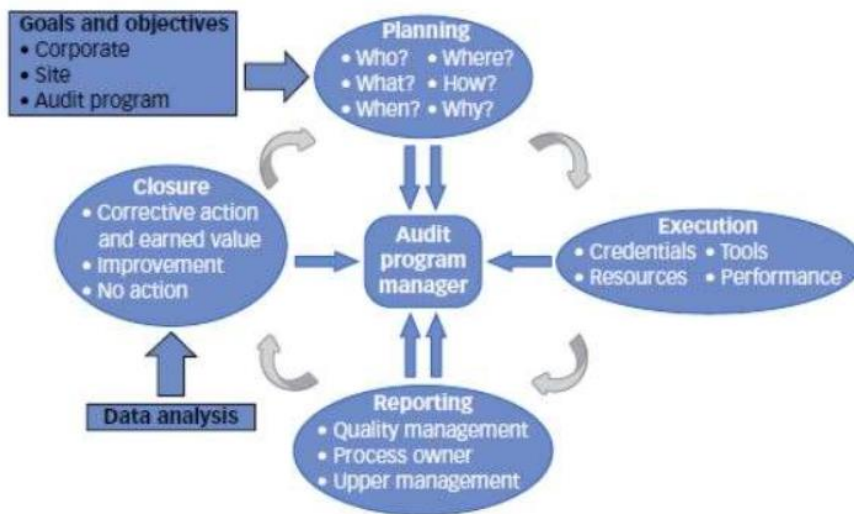 Goals and objectives
• Corporate
• Site
• Audit program
Planning
• Who? • Where?
• What? • How?
• When? • Why?
Closure
• Corrective action
and earned value
• Improvement
• No action
Audit
program
manager
Execution
• Credentials • Tools
• Resources • Performance
Data analysis
Reporting
• Quality management
• Process owner
• Upper management